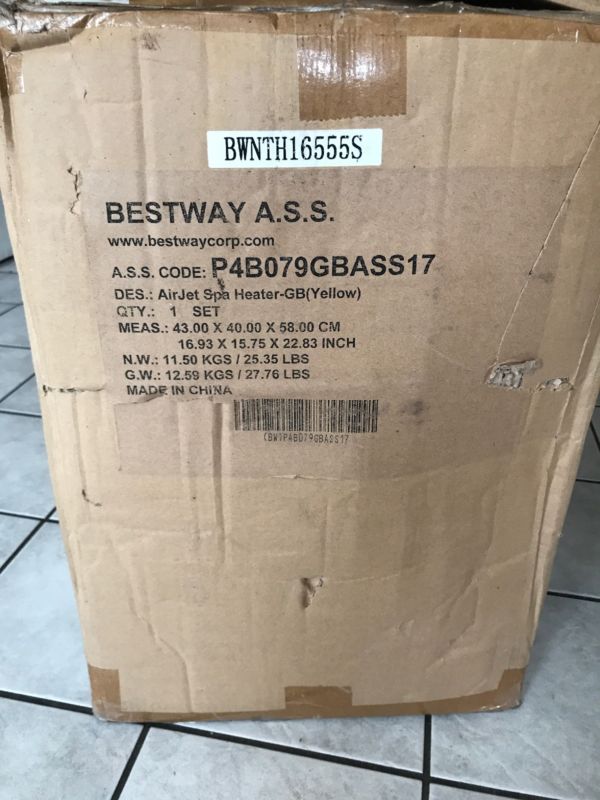 BWNTH16555S
BESTWAY A.S.S.
www.bestwaycorp.com
A.S.S. CODE: P4B079GBASS17
DES.: AirJet Spa Heater-GB(Yellow)
QTY.: 1 SET
MEAS.: 43.00 X 40.00 X 58.00 CM
16.93 X 15.75 X 22.83 INCH
N.W.: 11.50 KGS / 25.35 LBS
G.W.: 12.59 KGS / 27.76 LBS
MADE IN CHINA
(BW)P4B079GBASS17